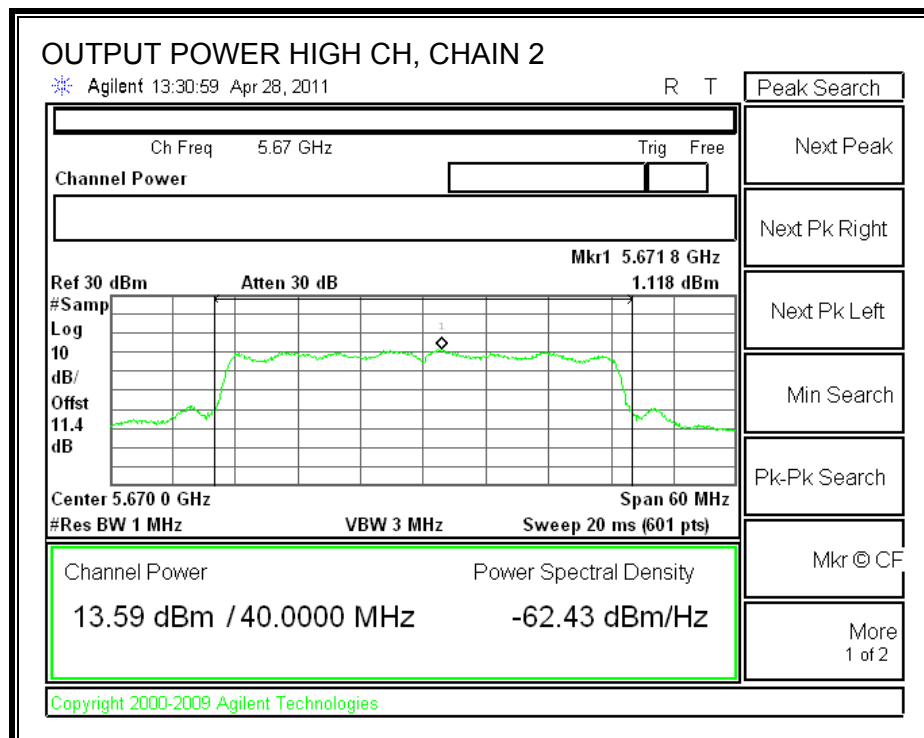 OUTPUT POWER HIGH CH, CHAIN 2
Agilent 13:30:59 Apr 28, 2011 R T
Peak Search
Ch Freq 5.67 GHz Trig Free
Channel Power
Mkr1 5.671 8 GHz
Ref 30 dBm Atten 30 dB 1.118 dBm
#Samp
Log
10
dB/
Offst
11.4
dB
1
Center 5.670 0 GHz Span 60 MHz
#Res BW 1 MHz VBW 3 MHz Sweep 20 ms (601 pts)
Channel Power Power Spectral Density
13.59 dBm / 40.0000 MHz -62.43 dBm/Hz
Next Peak
Next Pk Right
Next Pk Left
Min Search
Pk-Pk Search
Mkr © CF
More
1 of 2
Copyright 2000-2009 Agilent Technologies